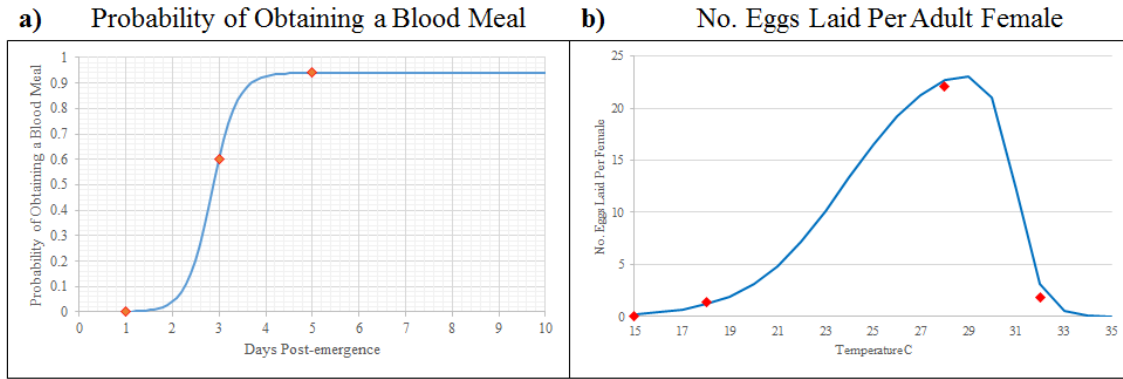 a) Probability of Obtaining a Blood Meal
Probability of Obtaining a Blood Meal
1
0.9
0.8
0.7
0.6
0.5
0.4
0.3
0.2
0.1
0
0 1 2 3 4 5 6 7 8 9 10
Days Post-emergence
b) No. Eggs Laid Per Adult Female
No. Eggs Laid Per Female
25
20
15
10
5
0
15 17 19 21 23 25 27 29 31 33 35
Temperature C